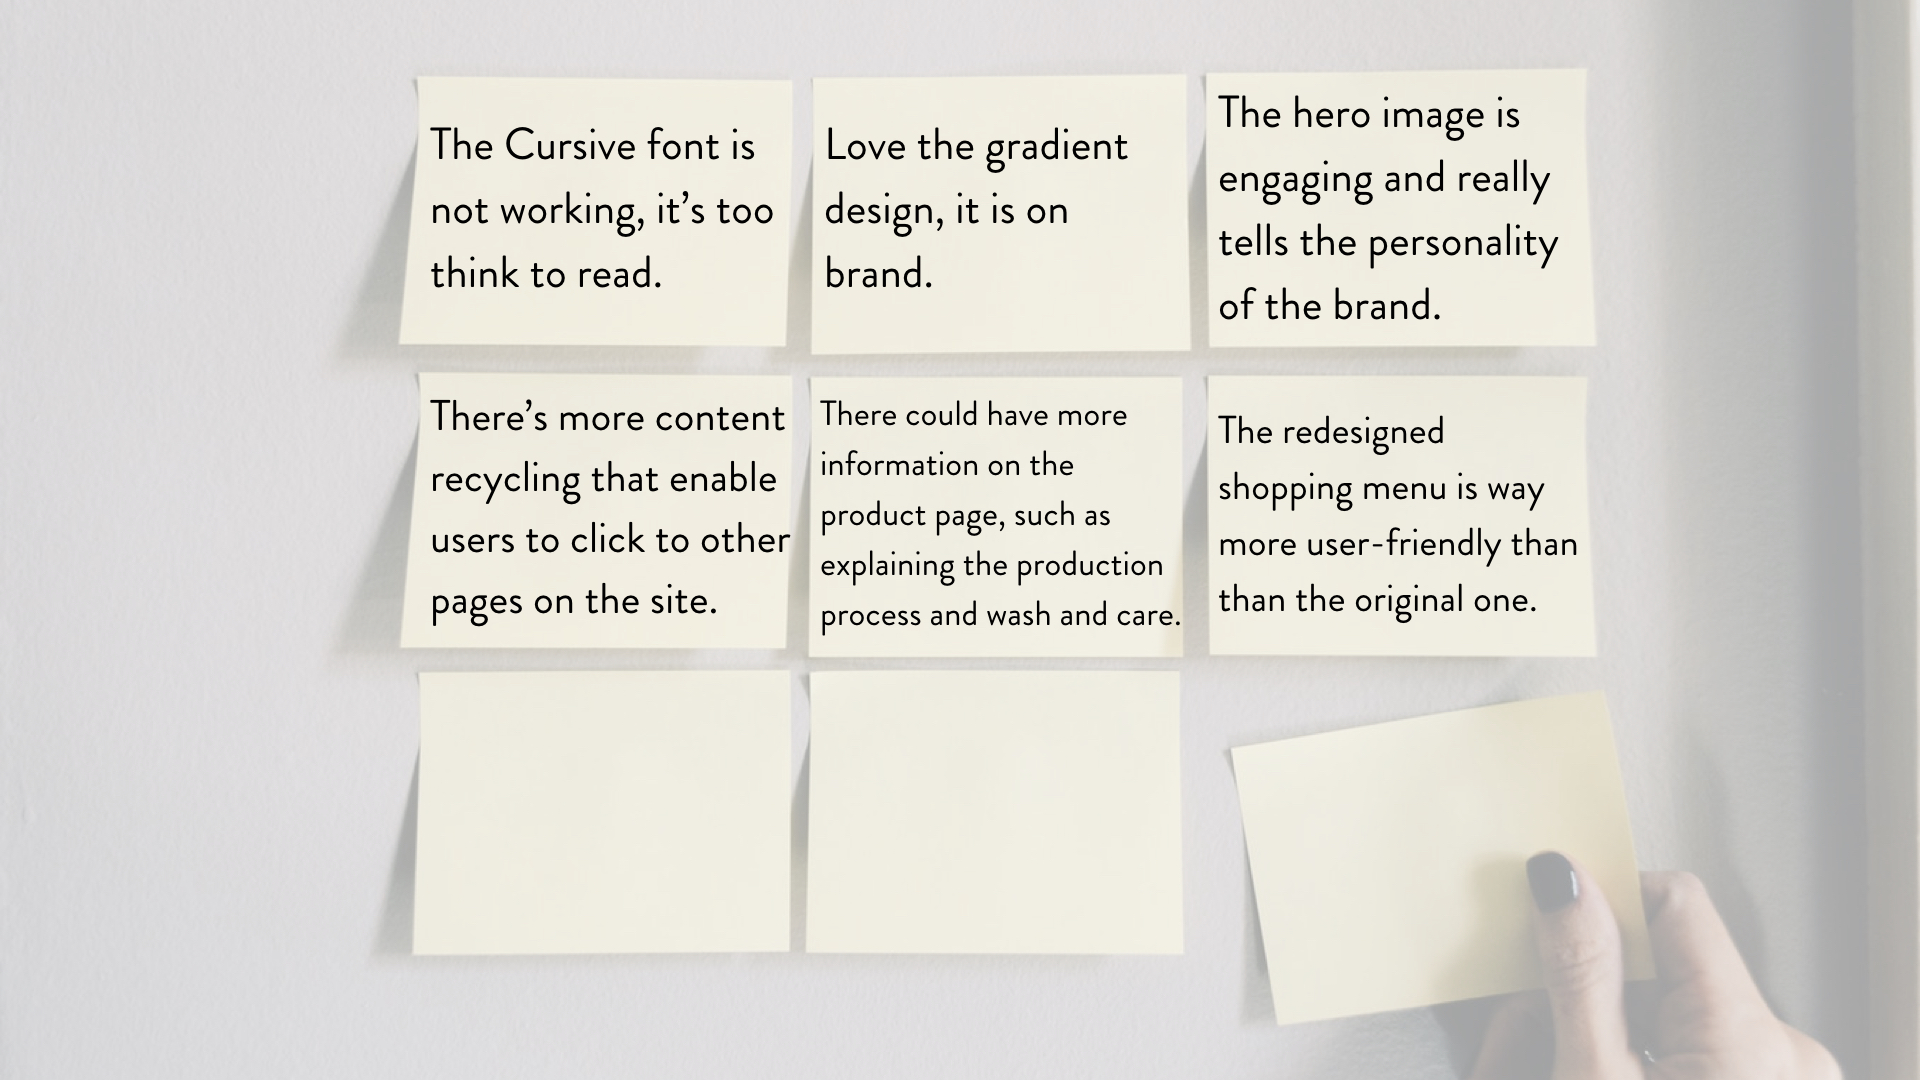 The Cursive font is
not working, it’s too
think to read.
Love the gradient
design, it is on
brand.
The hero image is
engaging and really
tells the personality
of the brand.
There’s more content
recycling that enable
users to click to other
pages on the site.
There could have more
information on the
product page, such as
explaining the production
process and wash and care.
The redesigned
shopping menu is way
more user-friendly than
than the original one.